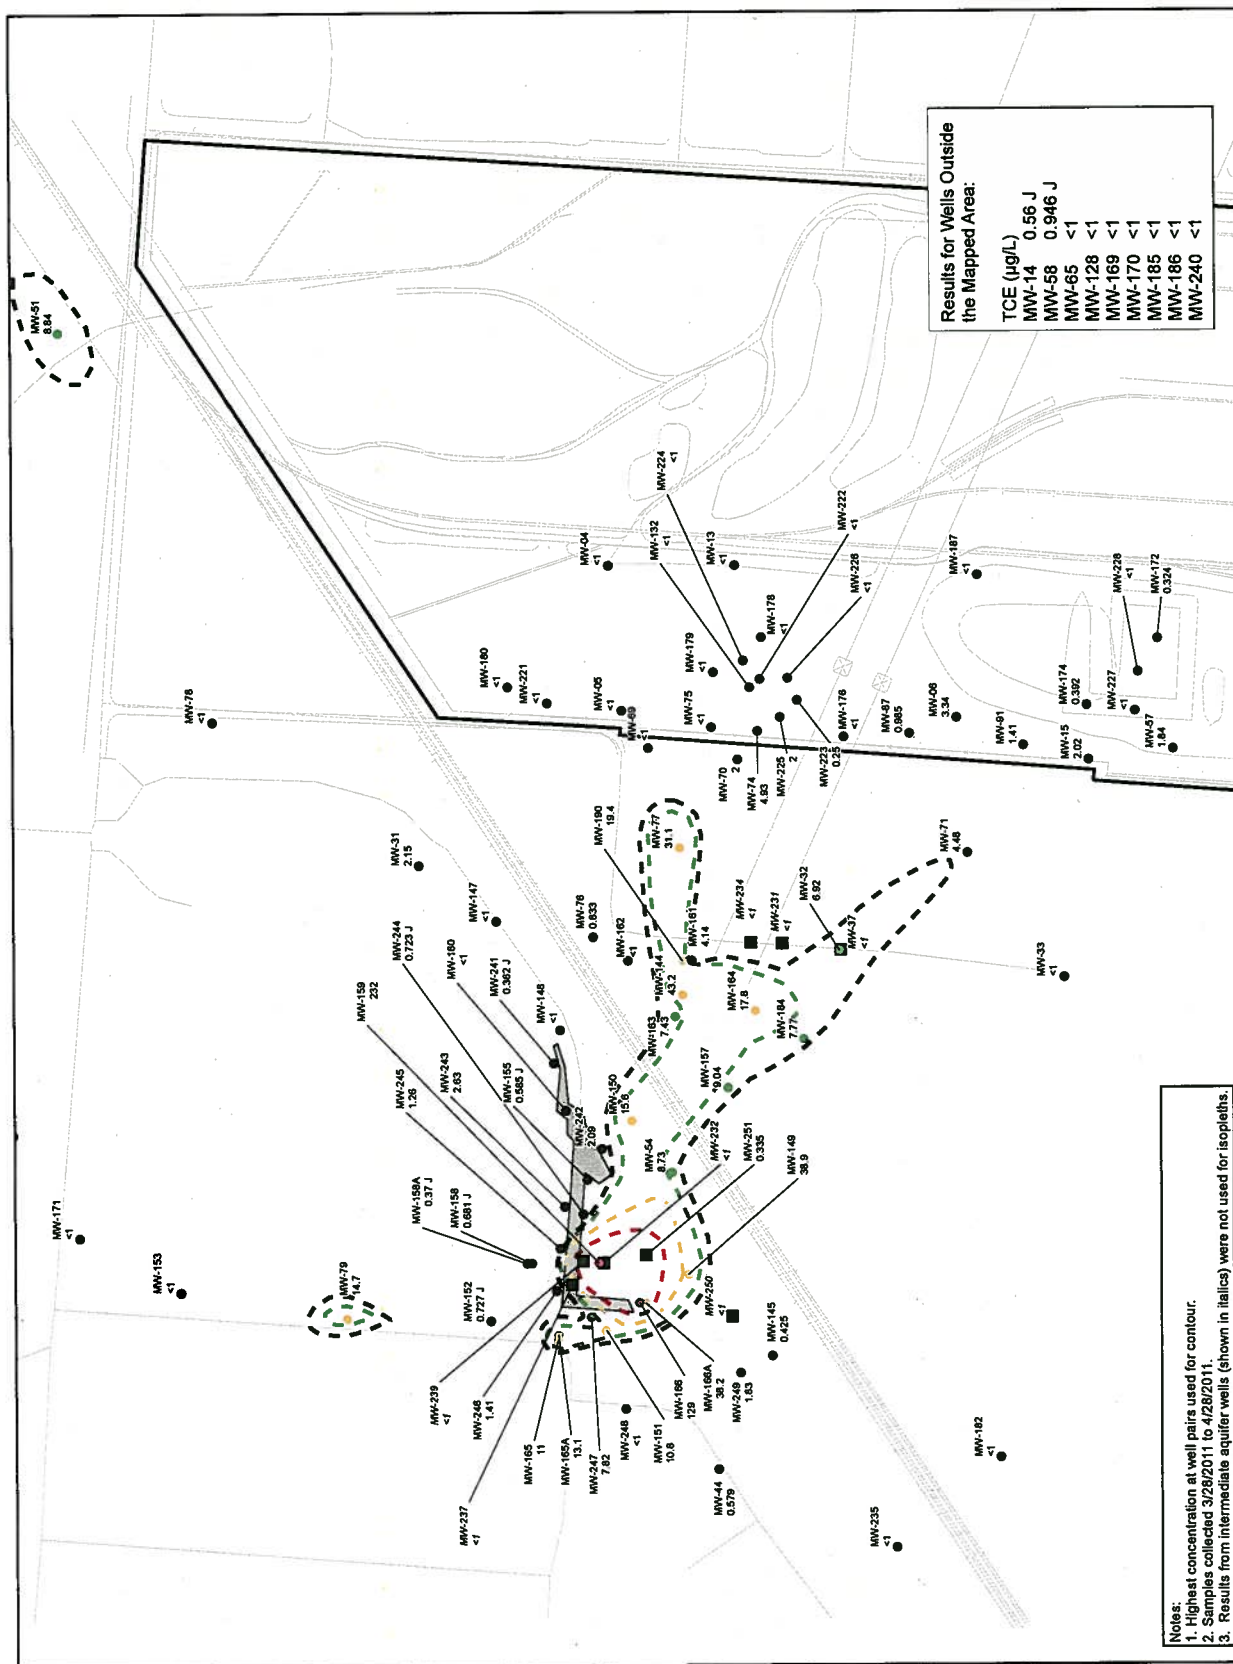 MW-51
8.84
MW-78
<1
MW-171
<1
MW-153
<1
MW-79
14.7
MW-152
0.727 J
MW-158A
0.37 J
MW-158
0.681 J
MW-245
1.26
MW-159
232
MW-243
2.63
MW-244
0.723 J
MW-155
0.565 J
MW-160
<1
MW-241
0.362 J
MW-148
<1
MW-147
<1
MW-31
2.15
MW-180
<1
MW-221
<1
MW-05
<1
MW-69
<1
MW-04
<1
MW-132
<1
MW-224
<1
MW-13
<1
MW-178
<1
MW-179
<1
MW-75
<1
MW-70
2
MW-74
4.93
MW-225
2
MW-223
0.25
MW-222
<1
MW-226
<1
MW-176
<1
MW-87
0.985
MW-06
3.34
MW-187
<1
MW-91
1.41
MW-15
2.02
MW-174
0.392
MW-227
<1
MW-57
1.84
MW-228
<1
MW-172
0.324
MW-190
19.4
MW-77
31.1
MW-76
0.633
MW-162
<1
MW-161
4.14
MW-144
43.2
MW-163
7.43
MW-234
<1
MW-231
<1
MW-32
6.92
MW-37
<1
MW-71
4.48
MW-33
<1
MW-164
17.8
MW-184
7.77
MW-157
9.04
MW-150
15.6
MW-242
2.09
MW-54
8.73
MW-232
<1
MW-251
0.335
MW-149
38.9
MW-250
<1
MW-145
0.425
MW-249
1.63
MW-166A
38.2
MW-166
129
MW-151
10.8
MW-248
<1
MW-247
7.82
MW-165A
13.1
MW-165
11
MW-246
1.41
MW-239
<1
MW-237
<1
MW-44
0.579
MW-235
<1
MW-182
<1
Results for Wells Outside
the Mapped Area:
TCE (µg/L)
MW-14 0.56 J
MW-58 0.946 J
MW-65 <1
MW-128 <1
MW-169 <1
MW-170 <1
MW-185 <1
MW-186 <1
MW-240 <1
Notes:
1. Highest concentration at well pairs used for contour.
2. Samples collected 3/28/2011 to 4/28/2011.
3. Results from intermediate aquifer wells (shown in italics) were not used for isopleths.